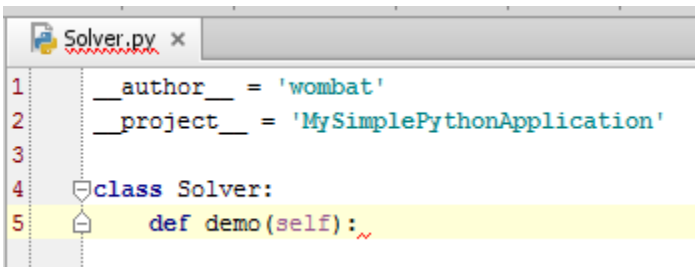 Solver.py ×
1 __author__ = 'wombat'
2 __project__ = 'MySimplePythonApplication'
3
4 class Solver:
5     def demo(self):